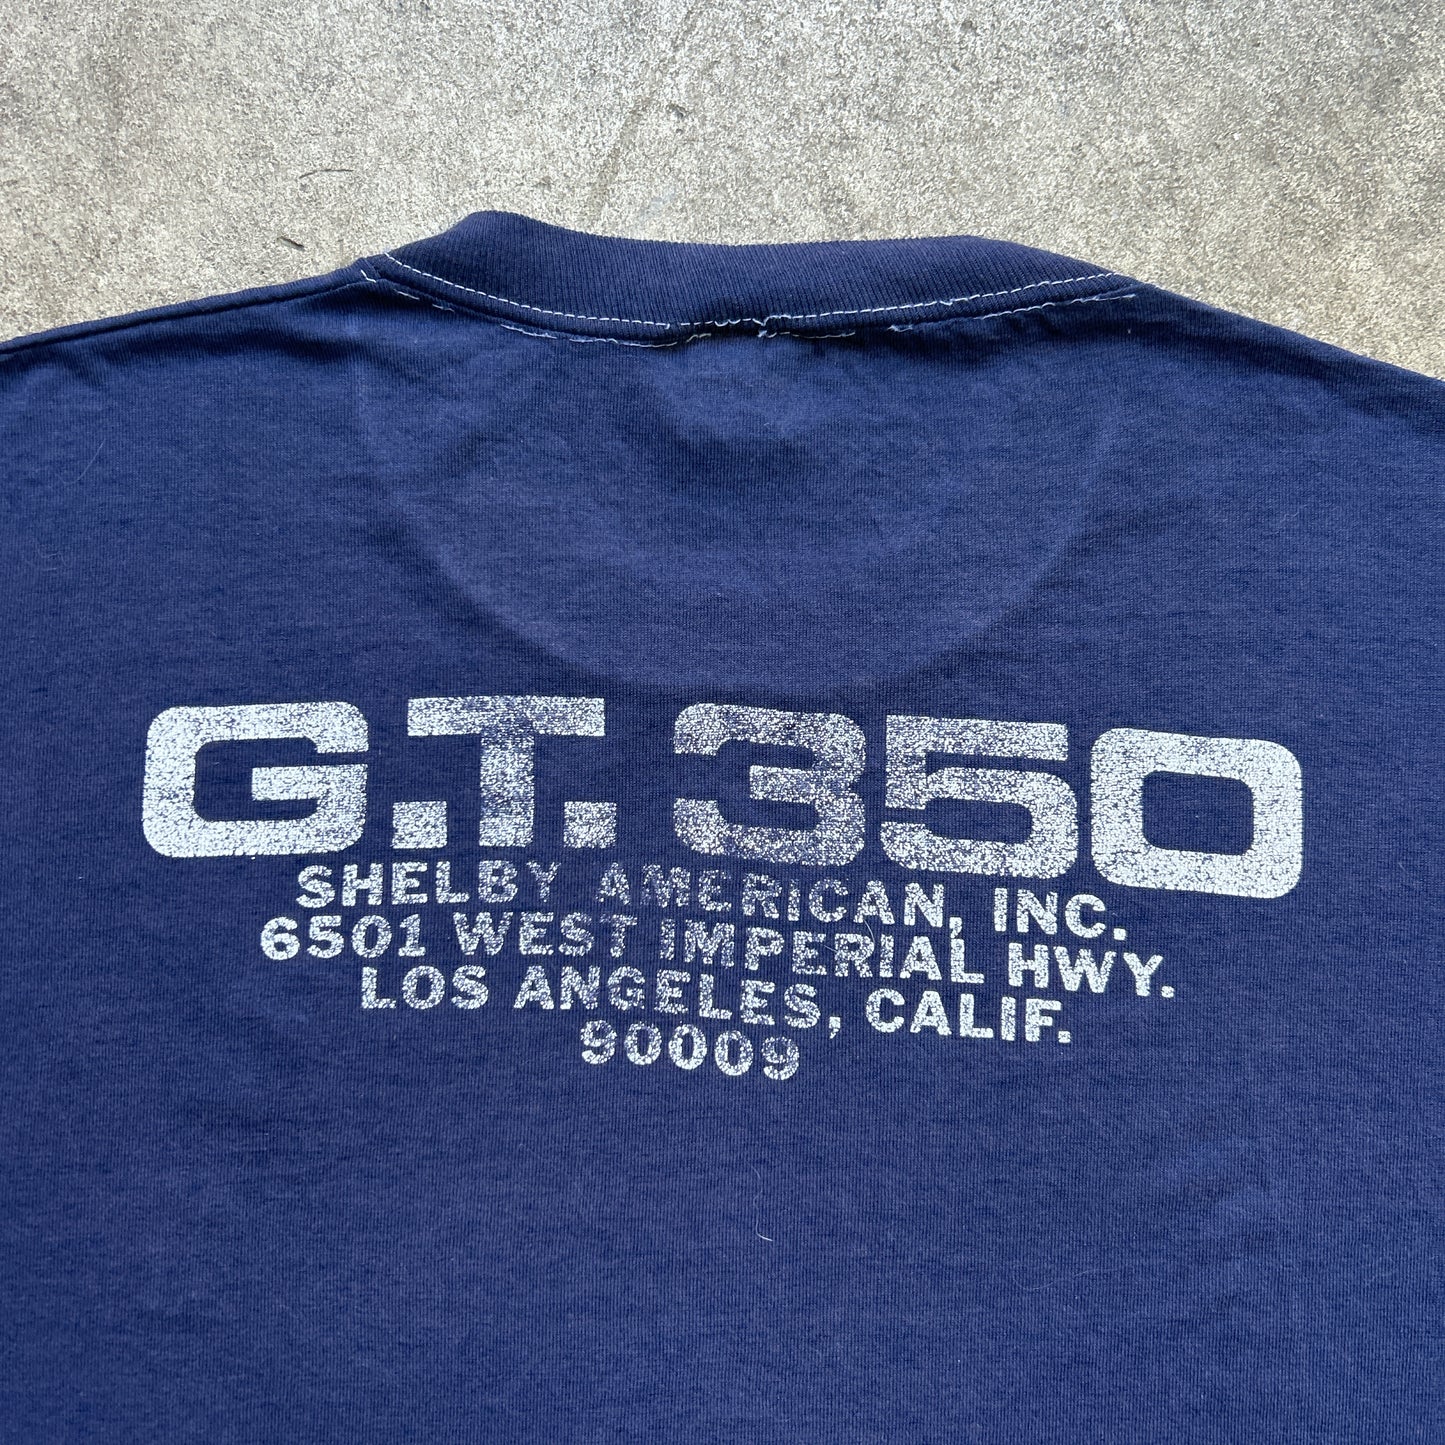 G.T.350
SHELBY AMERICAN, INC.
6501 WEST IMPERIAL HWY.
LOS ANGELES, CALIF.
90009